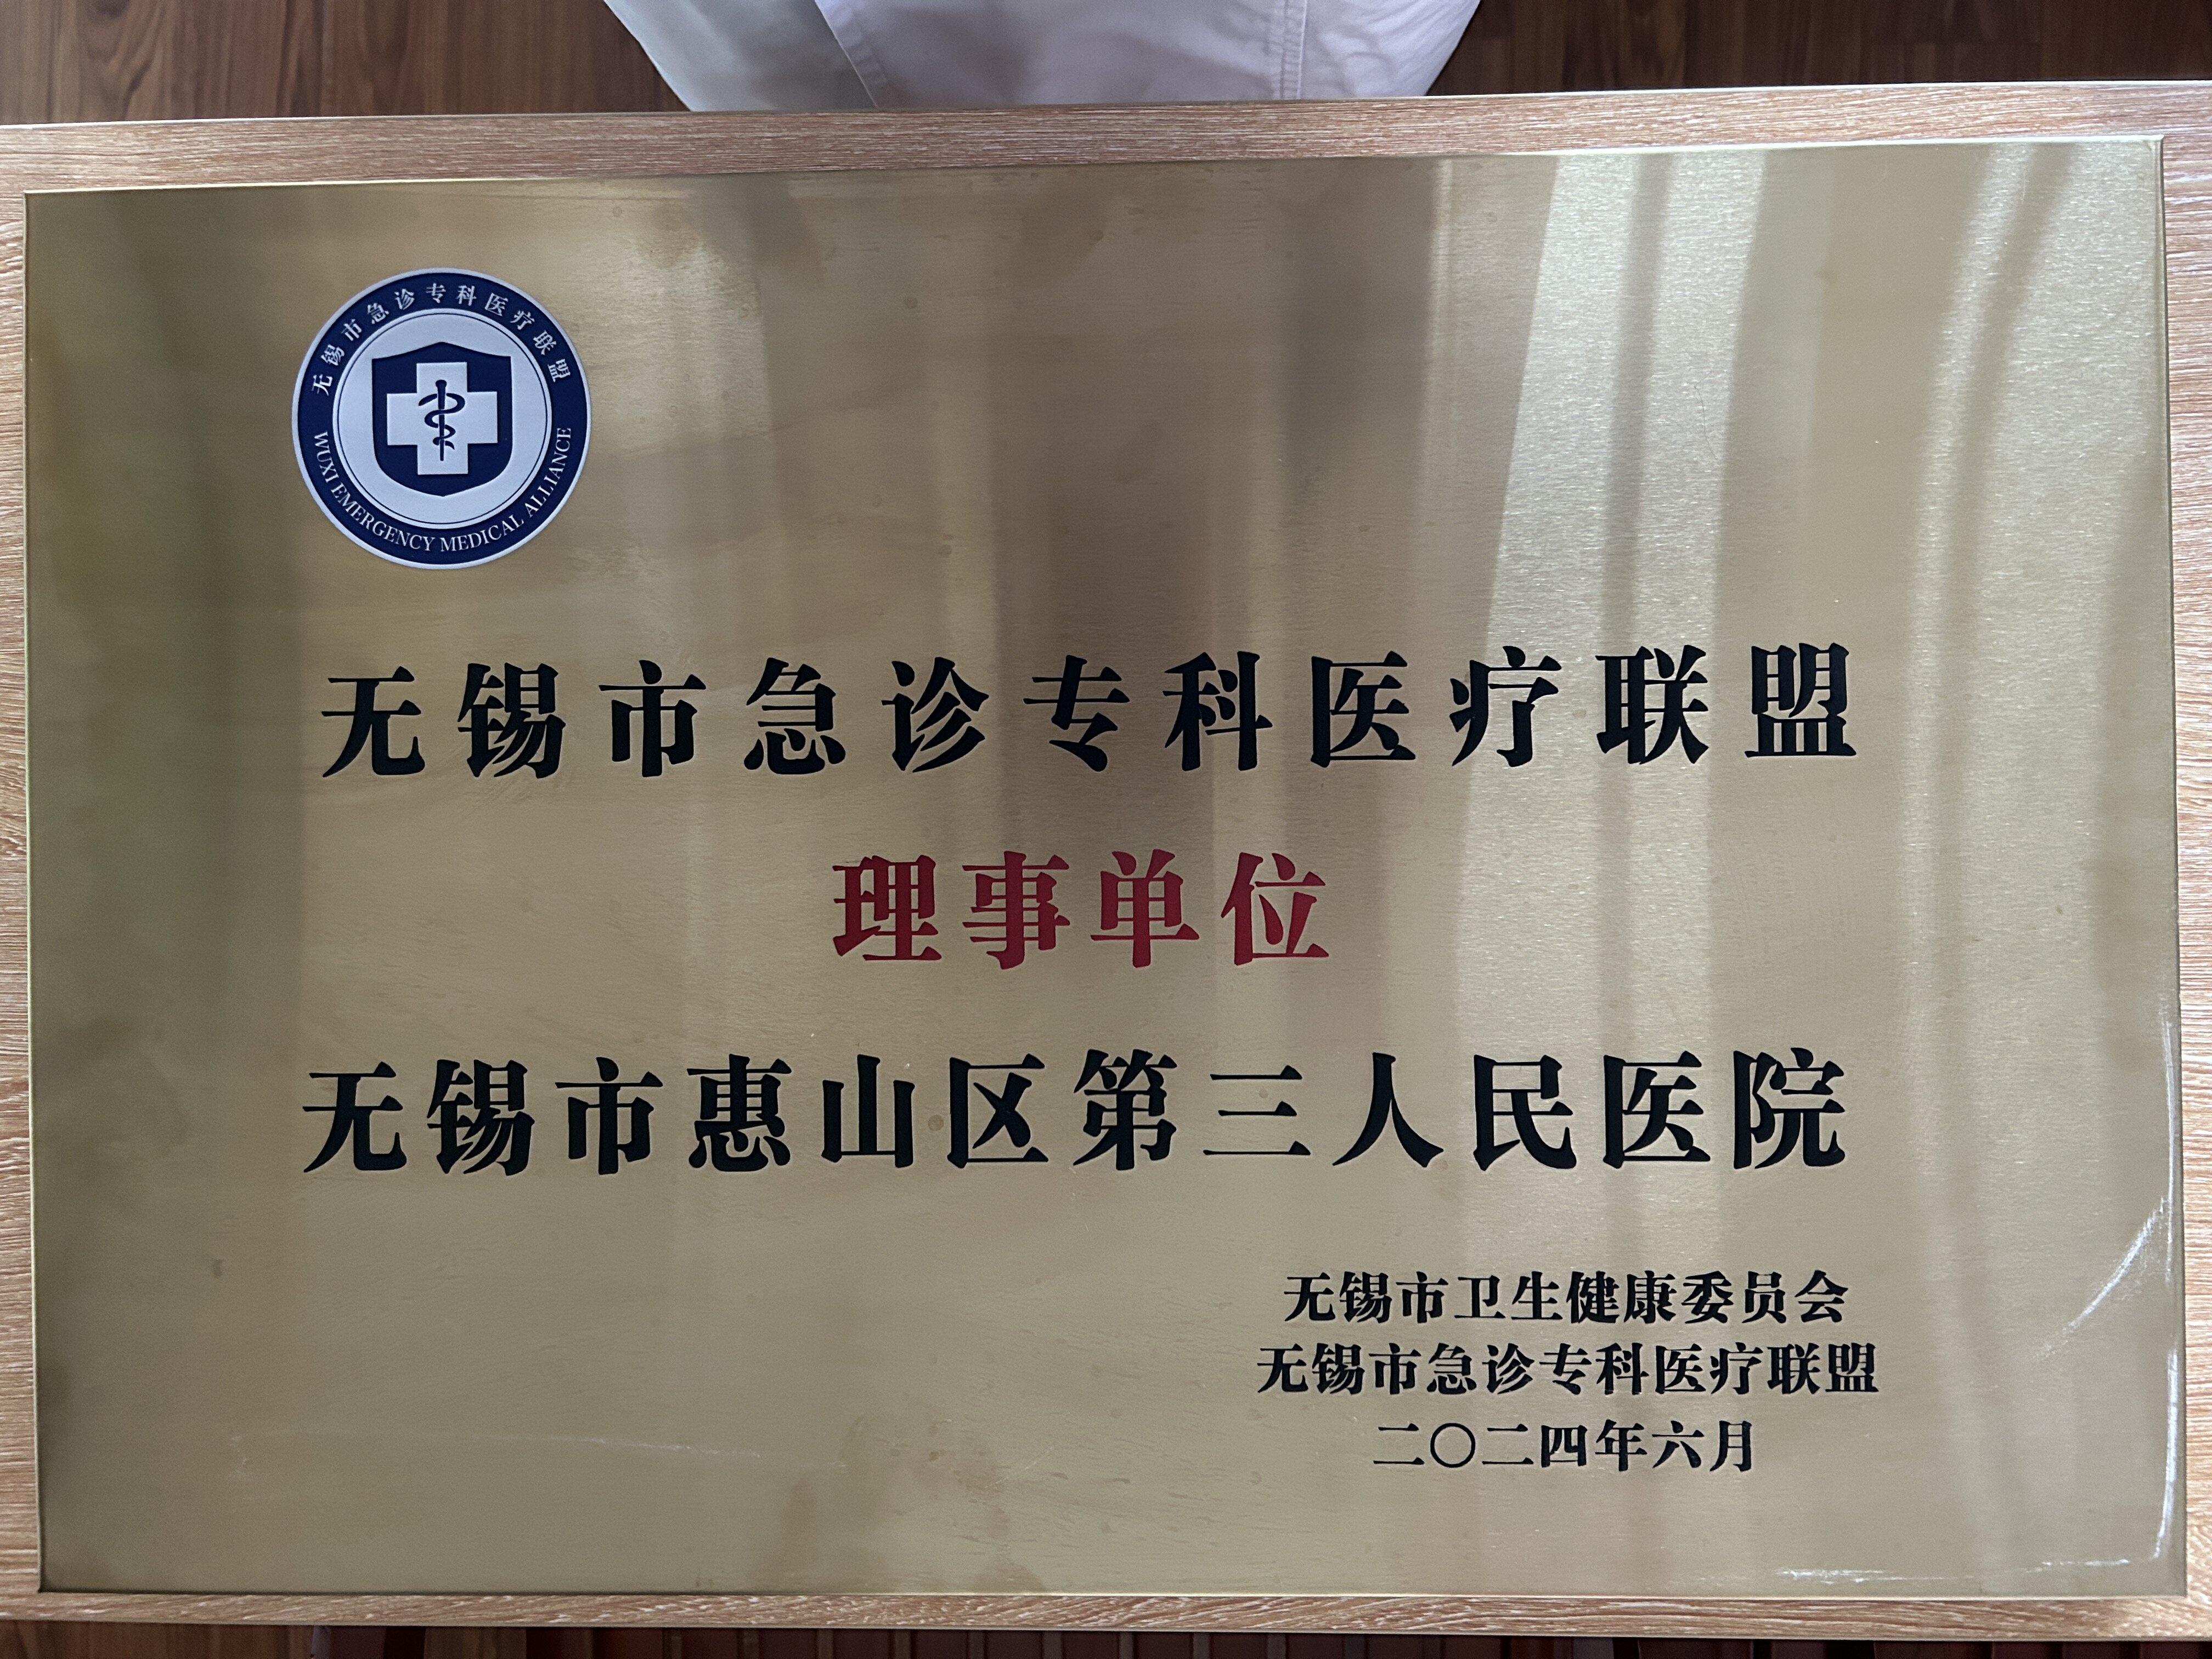 无锡市急诊专科医疗联盟
WUXI EMERGENCY MEDICAL ALLIANCE
无锡市急诊专科医疗联盟
理事单位
无锡市惠山区第三人民医院
无锡市卫生健康委员会
无锡市急诊专科医疗联盟
二〇二四年六月